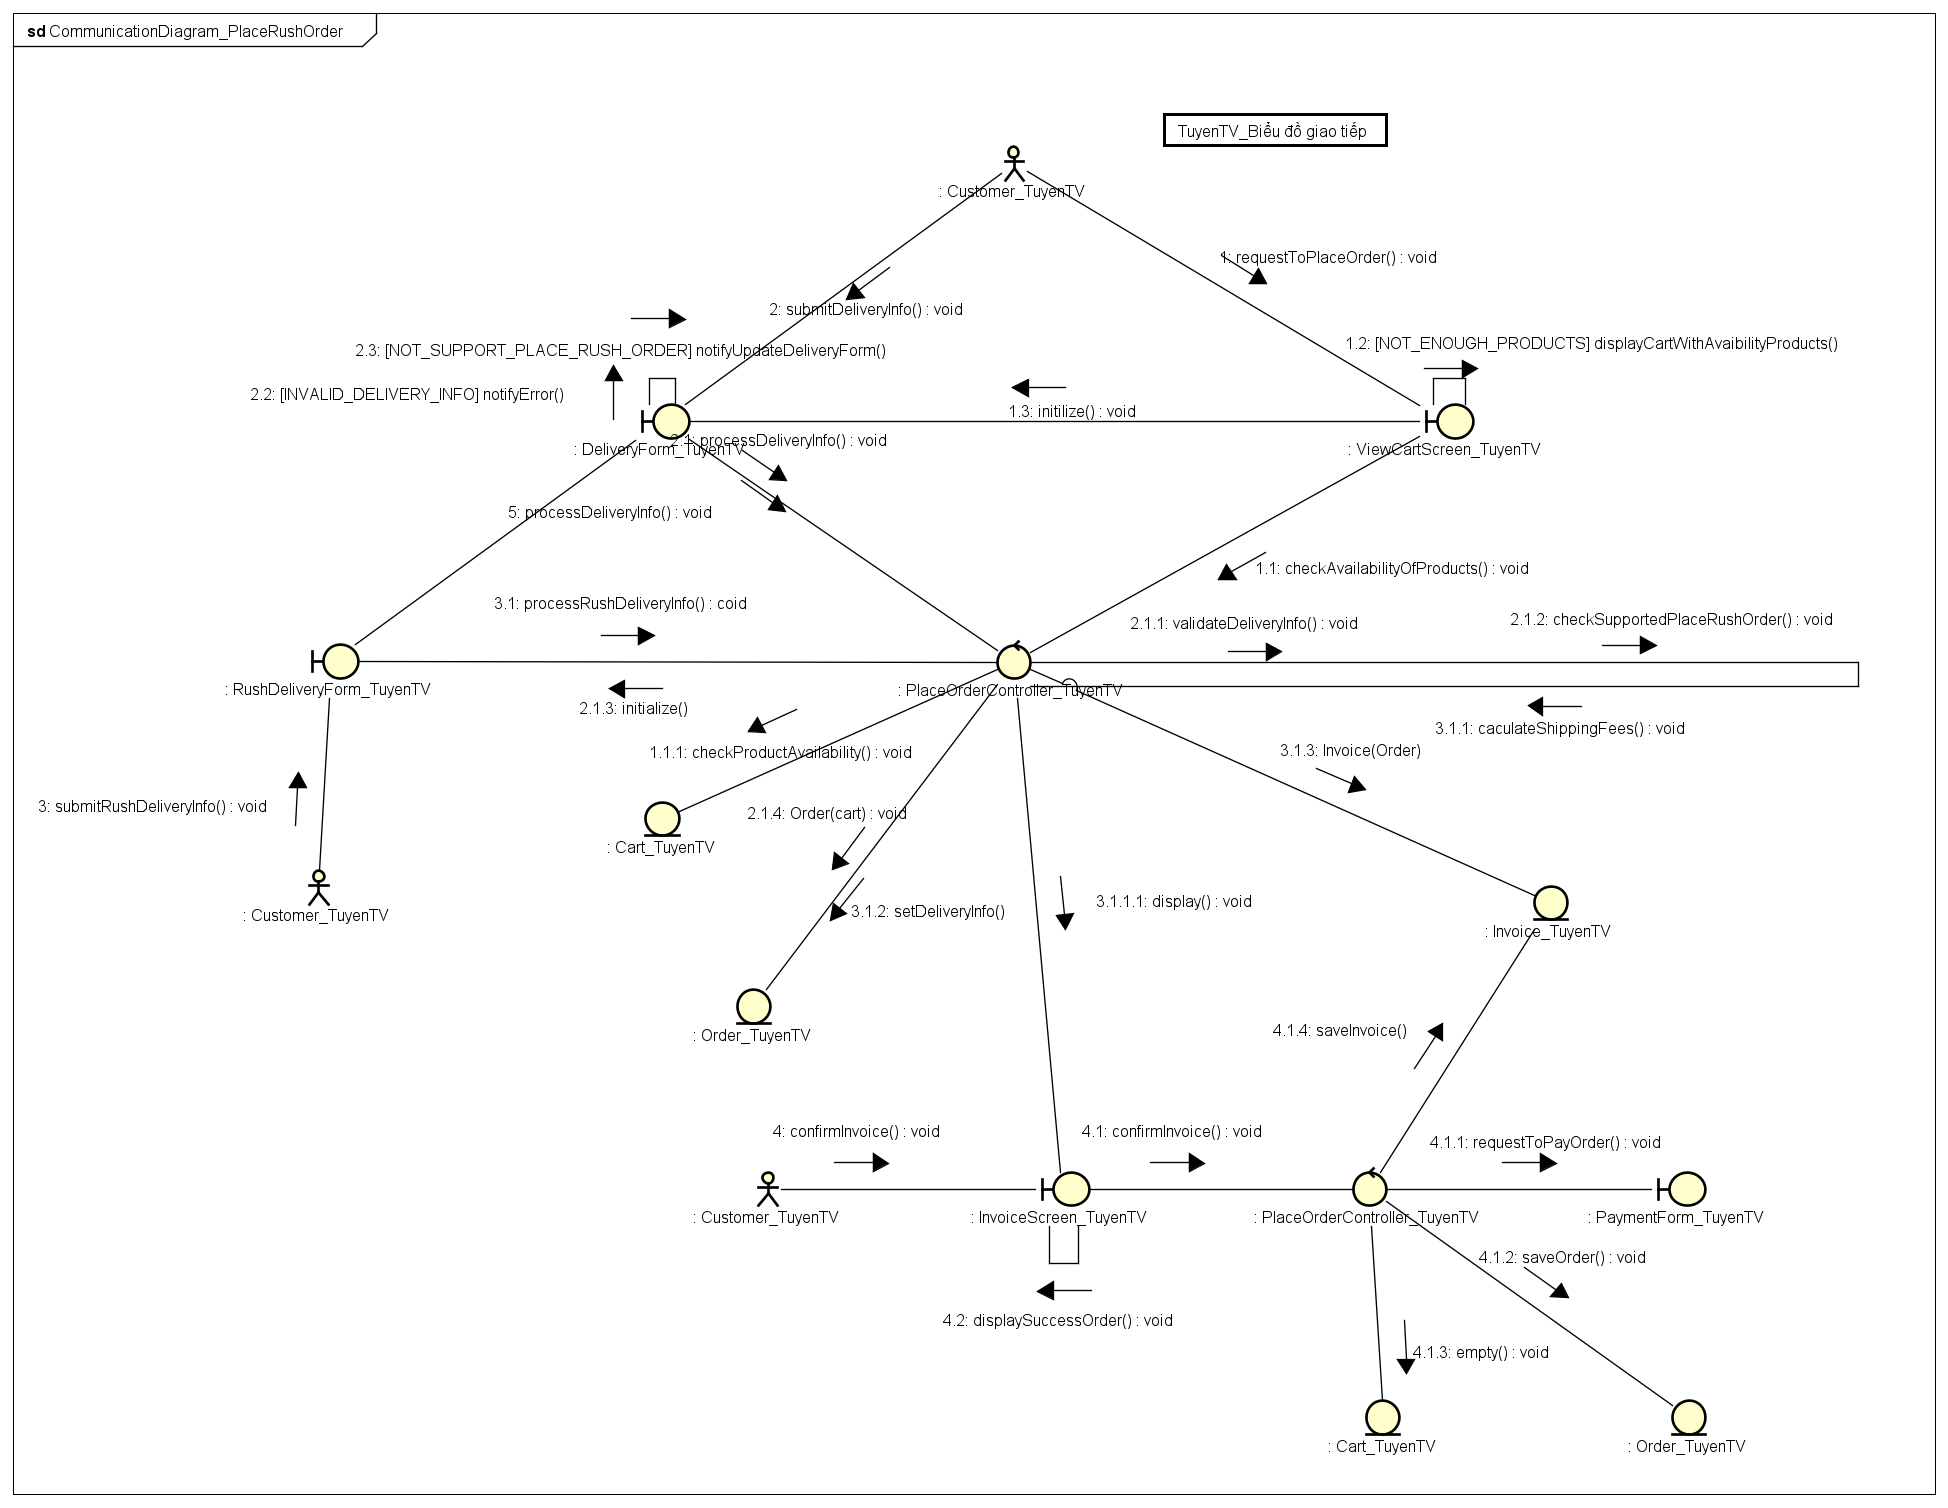 sd CommunicationDiagram_PlaceRushOrder
TuyenTV_Biểu đồ giao tiếp
: Customer_TuyenTV
1: requestToPlaceOrder() : void
2: submitDeliveryInfo() : void
2.3: [NOT_SUPPORT_PLACE_RUSH_ORDER] notifyUpdateDeliveryForm()
1.2: [NOT_ENOUGH_PRODUCTS] displayCartWithAvaibilityProducts()
2.2: [INVALID_DELIVERY_INFO] notifyError()
1.3: initilize() : void
2.1: processDeliveryInfo() : void
: DeliveryForm_TuyenTV
: ViewCartScreen_TuyenTV
5: processDeliveryInfo() : void
1.1: checkAvailabilityOfProducts() : void
3.1: processRushDeliveryInfo() : coid
2.1.1: validateDeliveryInfo() : void
2.1.2: checkSupportedPlaceRushOrder() : void
: RushDeliveryForm_TuyenTV
: PlaceOrderController_TuyenTV
2.1.3: initialize()
3.1.1: caculateShippingFees() : void
1.1.1: checkProductAvailability() : void
3.1.3: Invoice(Order)
3: submitRushDeliveryInfo() : void
2.1.4: Order(cart) : void
: Cart_TuyenTV
3.1.1.1: display() : void
3.1.2: setDeliveryInfo()
: Customer_TuyenTV
: Invoice_TuyenTV
: Order_TuyenTV
4.1.4: saveInvoice()
4: confirmInvoice() : void
4.1: confirmInvoice() : void
4.1.1: requestToPayOrder() : void
: Customer_TuyenTV
: InvoiceScreen_TuyenTV
: PlaceOrderController_TuyenTV
: PaymentForm_TuyenTV
4.1.2: saveOrder() : void
4.2: displaySuccessOrder() : void
4.1.3: empty() : void
: Cart_TuyenTV
: Order_TuyenTV